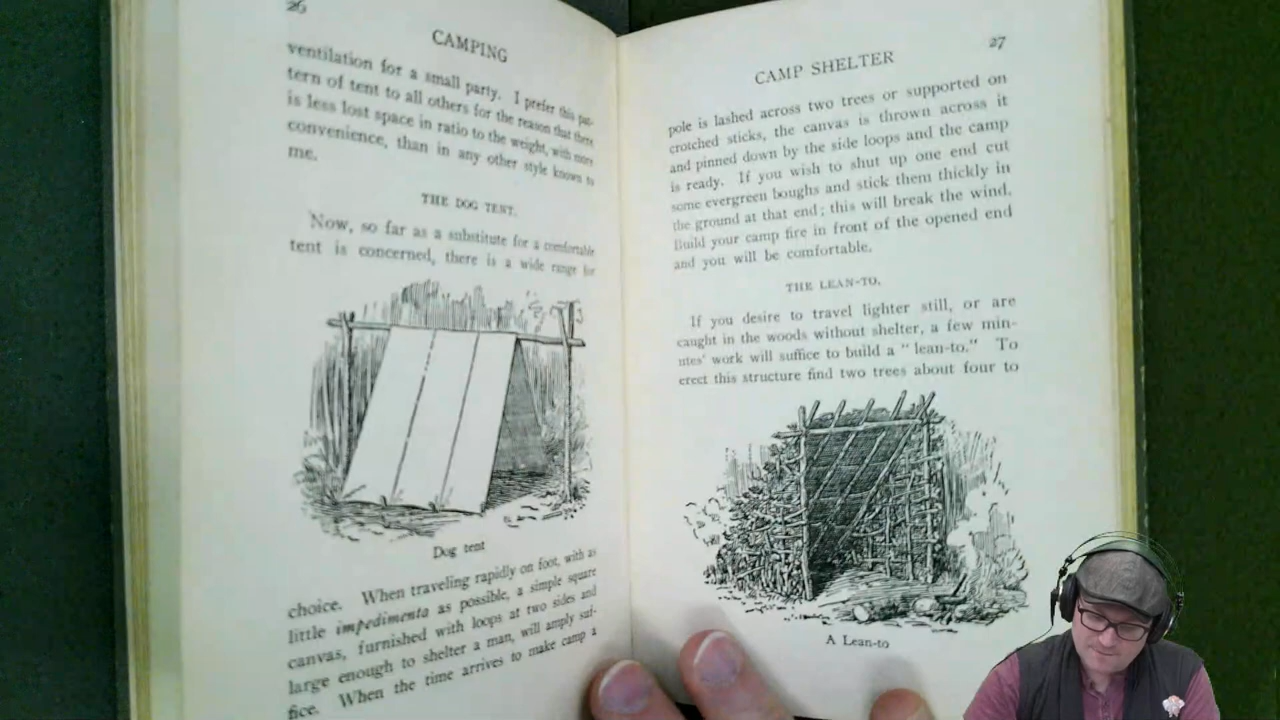 26
CAMPING
ventilation for a small party. I prefer this pat-
tern of tent to all others for the reason that there
is less lost space in ratio to the weight, with more
convenience, than in any other style known to
me.
THE DOG TENT.
Now, so far as a substitute for a comfortable
tent is concerned, there is a wide range for
Dog tent
choice. When traveling rapidly on foot, with as
little impedimenta as possible, a simple square
canvas, furnished with loops at two sides and
large enough to shelter a man, will amply suf-
fice. When the time arrives to make camp a
CAMP SHELTER
27
pole is lashed across two trees or supported on
crotched sticks, the canvas is thrown across it
and pinned down by the side loops and the camp
is ready. If you wish to shut up one end cut
some evergreen boughs and stick them thickly in
the ground at that end; this will break the wind.
Build your camp fire in front of the opened end
and you will be comfortable.
THE LEAN-TO.
If you desire to travel lighter still, or are
caught in the woods without shelter, a few min-
utes' work will suffice to build a "lean-to." To
erect this structure find two trees about four to
A Lean-to